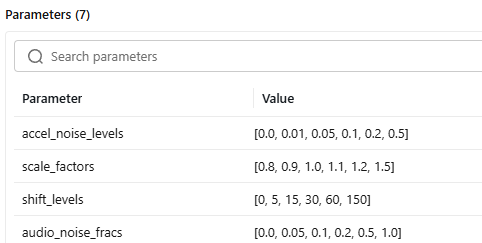 Parameters (7)
Search parameters
Parameter Value
accel_noise_levels [0.0, 0.01, 0.05, 0.1, 0.2, 0.5]
scale_factors [0.8, 0.9, 1.0, 1.1, 1.2, 1.5]
shift_levels [0, 5, 15, 30, 60, 150]
audio_noise_fracs [0.0, 0.05, 0.1, 0.2, 0.5, 1.0]